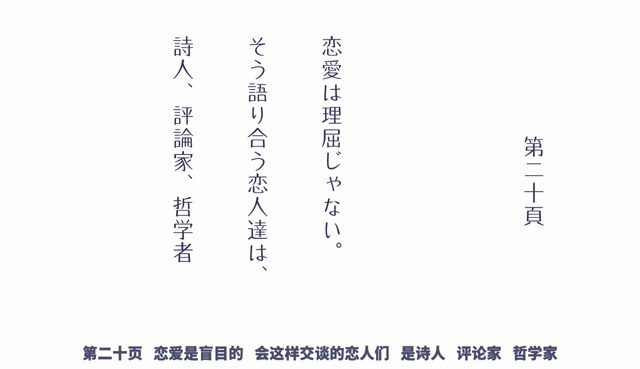 第二十頁
恋愛は理屈じゃない。
そう語り合う恋人達は、
詩人、評論家、哲学者
第二十页 恋爱是盲目的 会这样交谈的恋人们 是诗人 评论家 哲学家